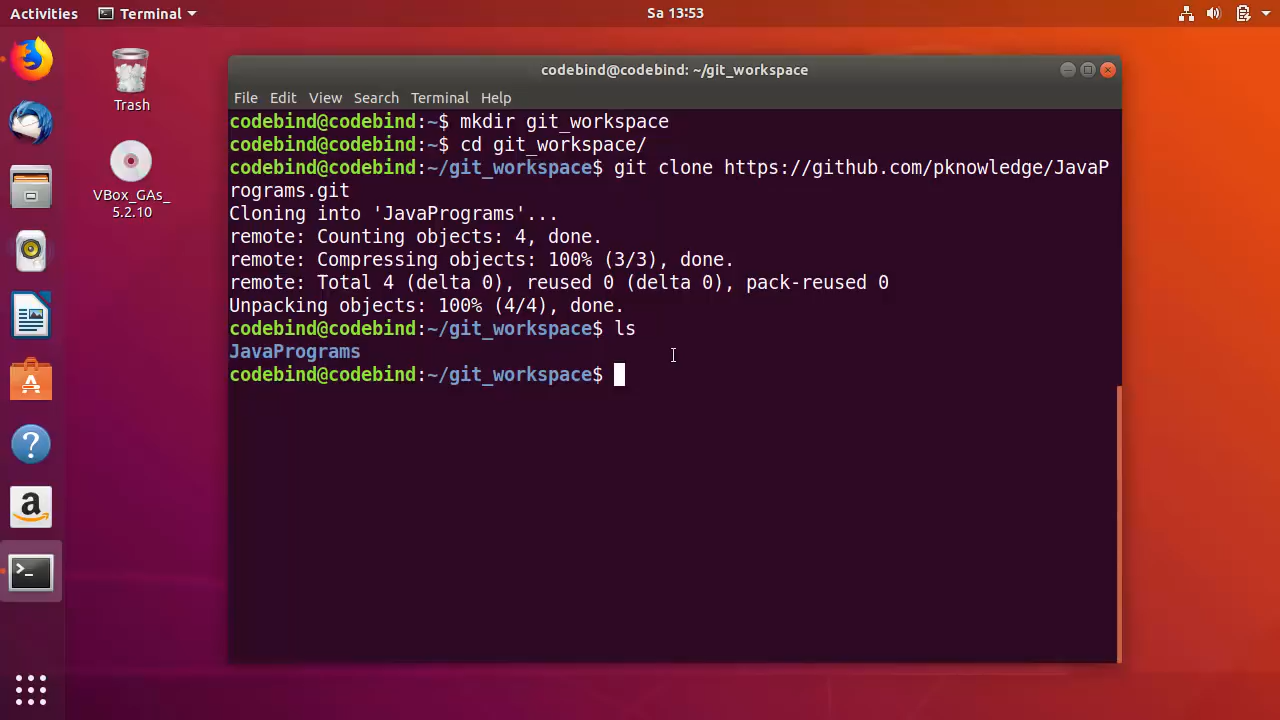 Activities
Terminal
Sa 13:53
Trash
VBox_GAs_
5.2.10
codebind@codebind: ~/git_workspace
File Edit View Search Terminal Help
codebind@codebind:~$ mkdir git_workspace
codebind@codebind:~$ cd git_workspace/
codebind@codebind:~/git_workspace$ git clone https://github.com/pknowledge/JavaP
rograms.git
Cloning into 'JavaPrograms'...
remote: Counting objects: 4, done.
remote: Compressing objects: 100% (3/3), done.
remote: Total 4 (delta 0), reused 0 (delta 0), pack-reused 0
Unpacking objects: 100% (4/4), done.
codebind@codebind:~/git_workspace$ ls
JavaPrograms
codebind@codebind:~/git_workspace$